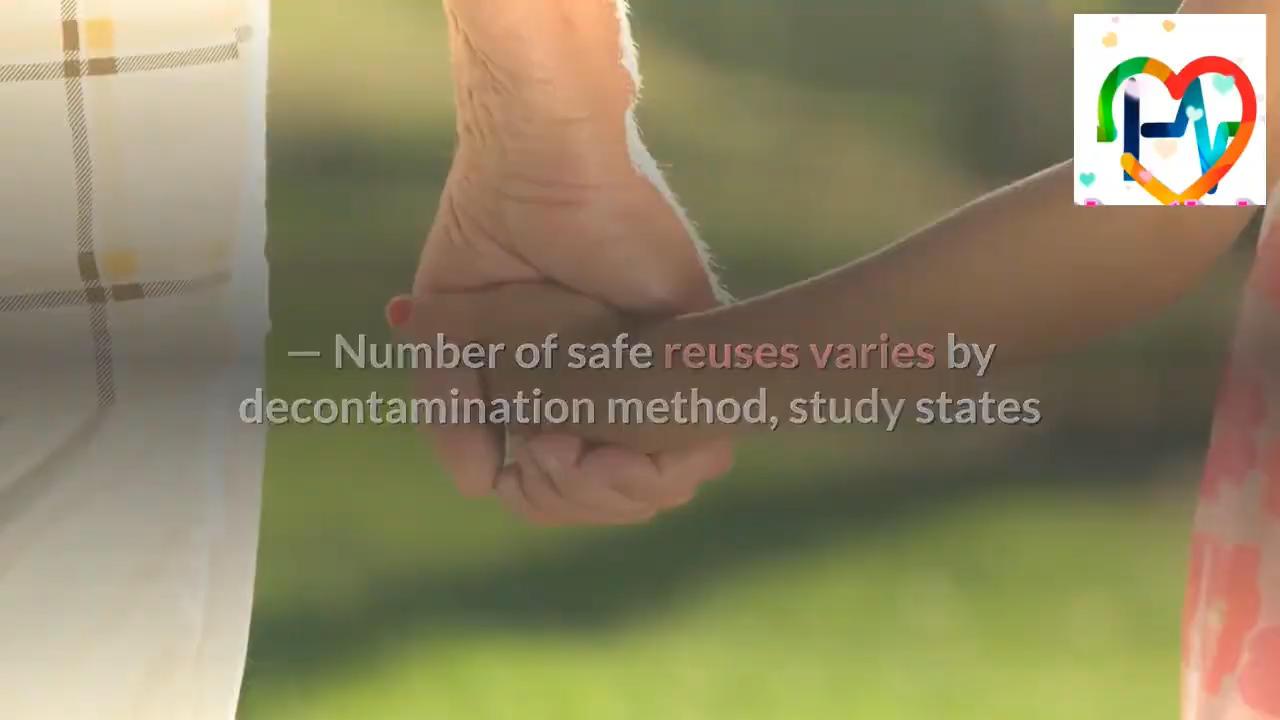 — Number of safe reuses varies by
decontamination method, study states